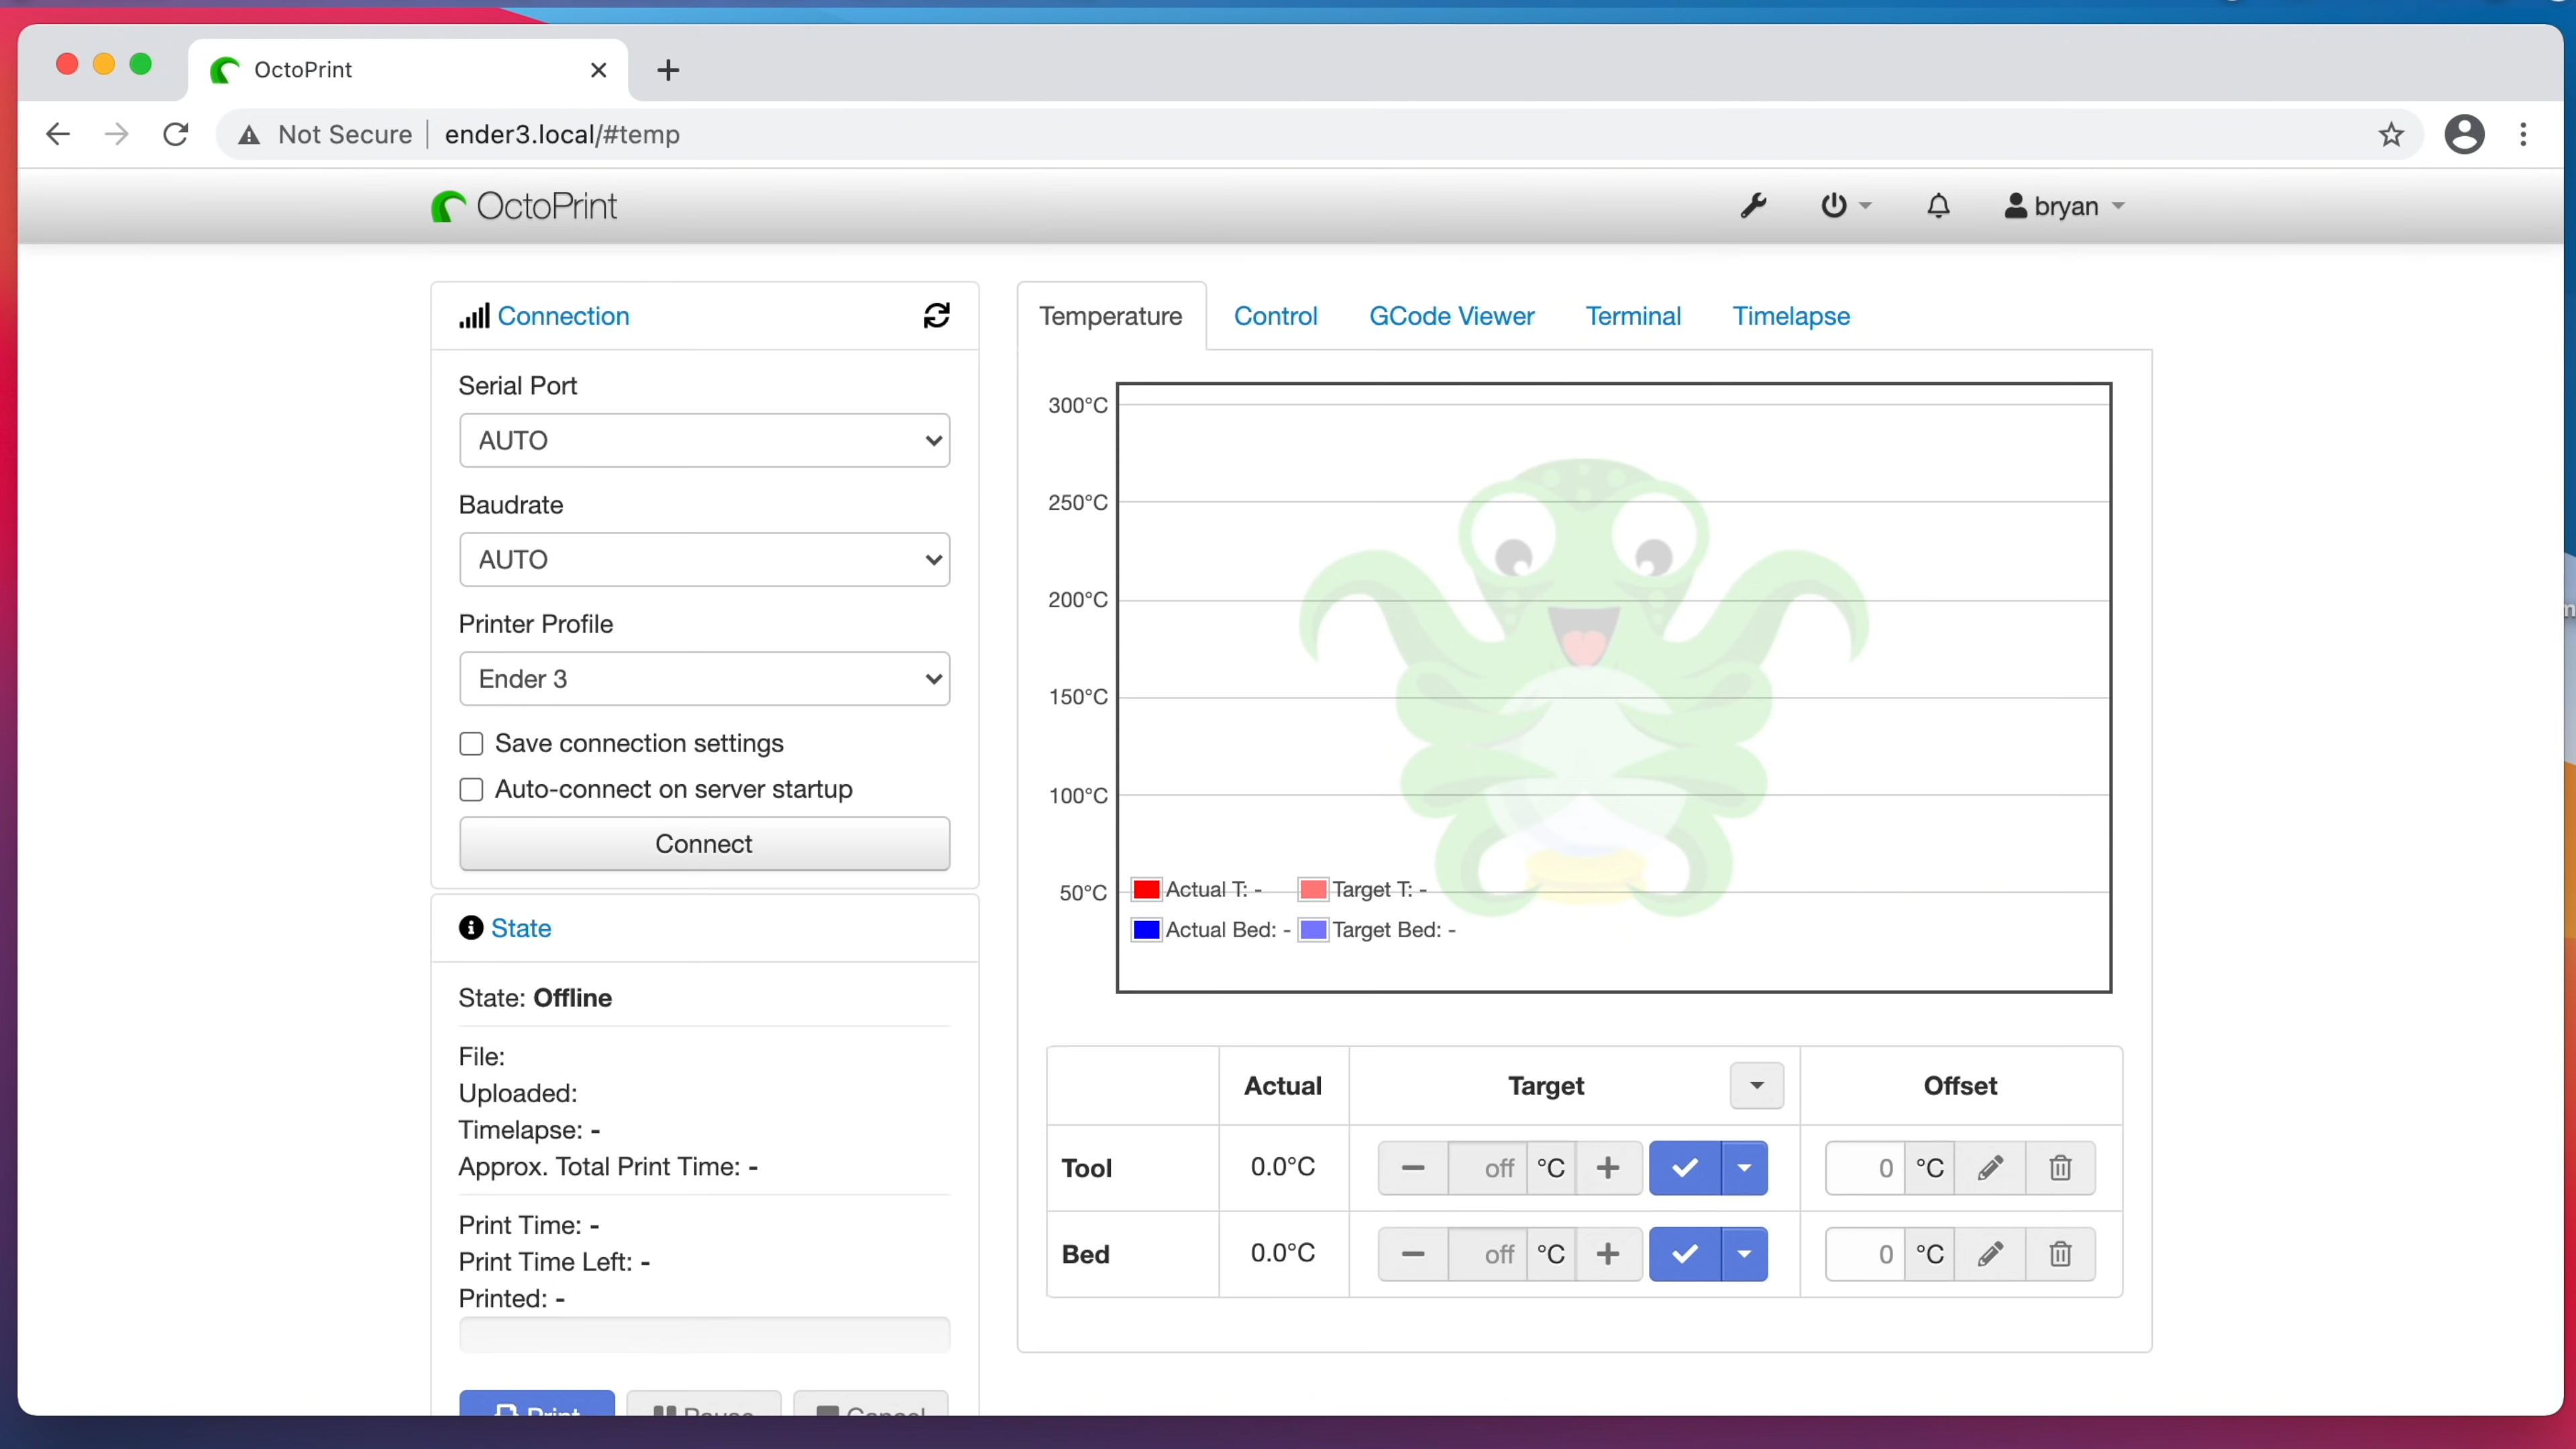 OctoPrint
Not Secure ender3.local/#temp
OctoPrint
bryan
Connection
Serial Port
AUTO
Baudrate
AUTO
Printer Profile
Ender 3
Save connection settings
Auto-connect on server startup
Connect
State
State: Offline
File:
Uploaded:
Timelapse: -
Approx. Total Print Time: -
Print Time: -
Print Time Left: -
Printed: -
Print Pause Cancel
Temperature Control GCode Viewer Terminal Timelapse
300°C
250°C
200°C
150°C
100°C
50°C
Actual T: - Target T: -
Actual Bed: - Target Bed: -
Actual Target Offset
Tool 0.0°C off °C 0 °C
Bed 0.0°C off °C 0 °C